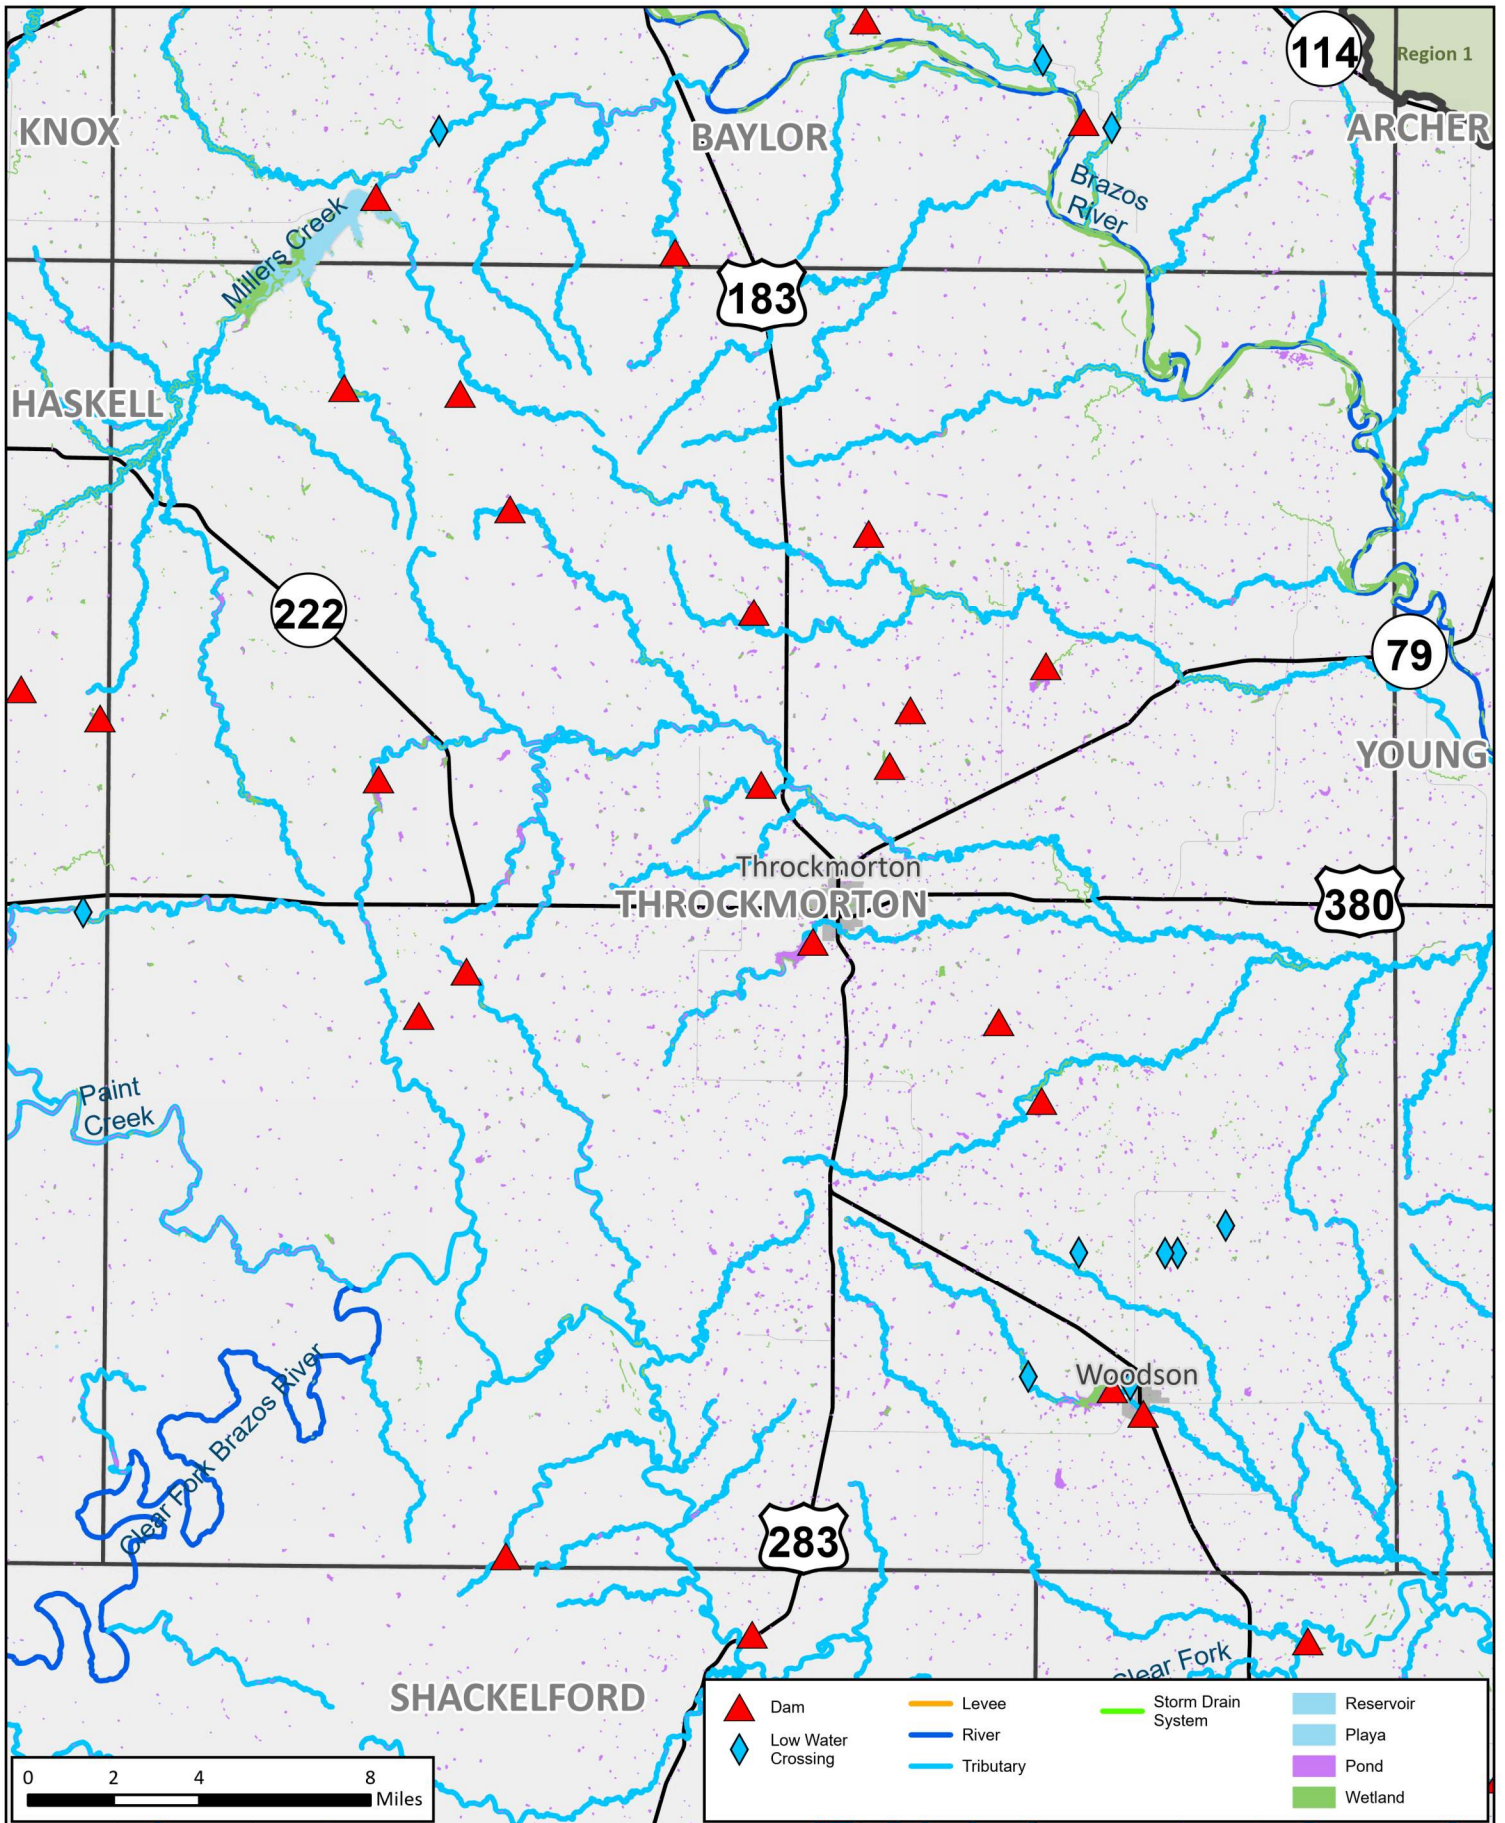 114
Region 1
KNOX
BAYLOR
ARCHER
Brazos
River
Millers Creek
183
HASKELL
222
79
YOUNG
Throckmorton
THROCKMORTON
380
Paint
Creek
Clear Fork Brazos River
Woodson
283
Clear Fork
SHACKELFORD
Dam
Low Water
Crossing
Levee
River
Tributary
Storm Drain
System
Reservoir
Playa
Pond
Wetland
0 2 4 8
Miles